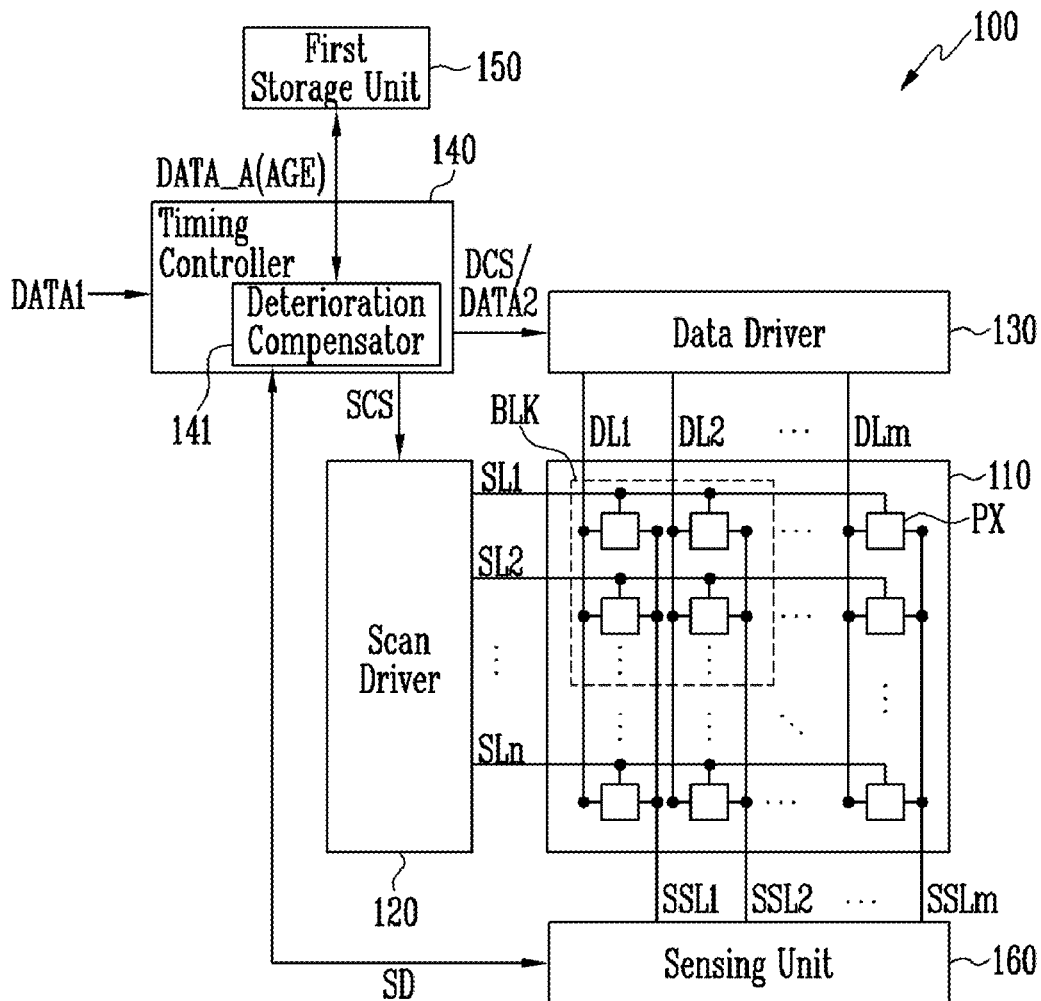 100
First
Storage Unit
150
DATA_A(AGE)
140
Timing
Controller
DATA1
Deterioration
Compensator
DCS/
DATA2
Data Driver
130
141
SCS
BLK
DL1
DL2
...
DLm
110
SL1
PX
...
SL2
...
Scan
Driver
SLn
...
120
SSL1
SSL2
...
SSLm
SD
Sensing Unit
160